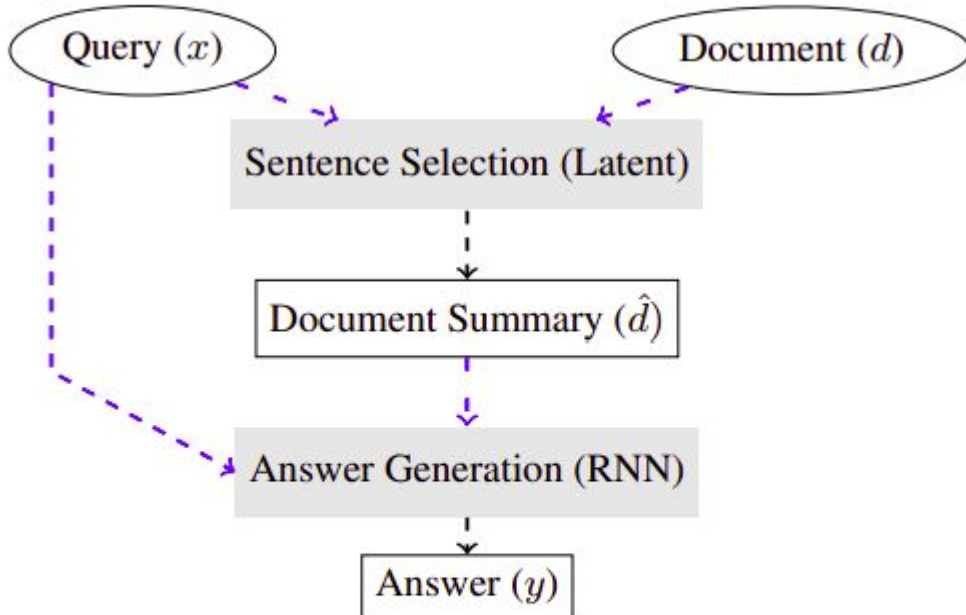 Query (x)
Document (d)
Sentence Selection (Latent)
Document Summary (d̂)
Answer Generation (RNN)
Answer (y)